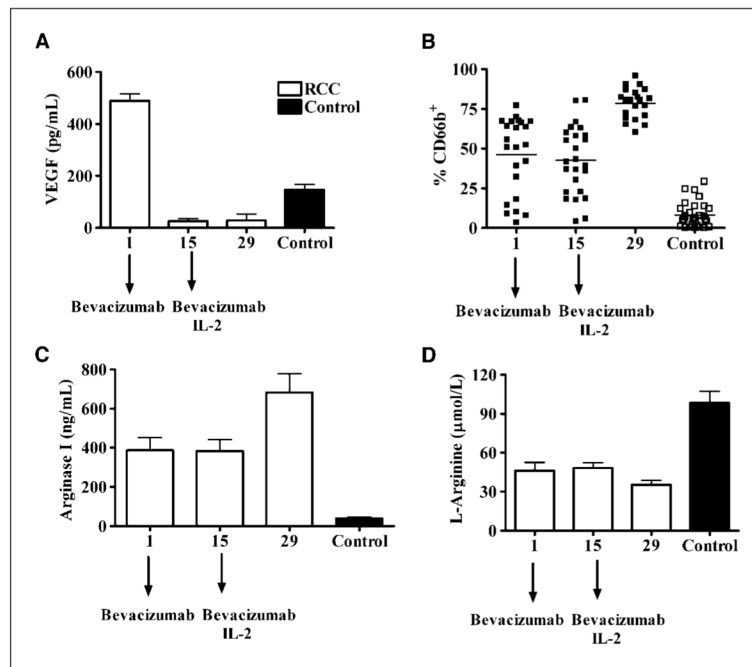 A
VEGF (pg/mL)
600
400
200
0
RCC
Control
1 15 29 Control
Bevacizumab Bevacizumab
IL-2
B
% CD66b+
100
75
50
25
0
1 15 29 Control
Bevacizumab Bevacizumab
IL-2
C
Arginase I (ng/mL)
800
600
400
200
0
1 15 29 Control
Bevacizumab Bevacizumab
IL-2
D
L-Arginine (μmol/L)
120
90
60
30
0
1 15 29 Control
Bevacizumab Bevacizumab
IL-2